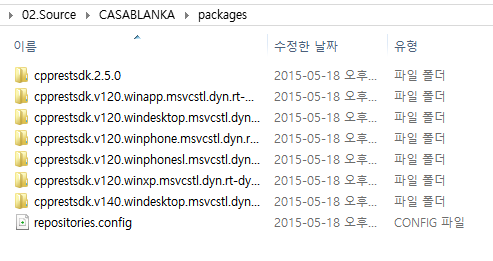 02.Source CASABLANKA packages
이름 수정한 날짜 유형
cpprestsdk.2.5.0 2015-05-18 오후... 파일 폴더
cpprestsdk.v120.winapp.msvcstl.dyn.rt-... 2015-05-18 오후... 파일 폴더
cpprestsdk.v120.windesktop.msvcstl.dyn... 2015-05-18 오후... 파일 폴더
cpprestsdk.v120.winphone.msvcstl.dyn.r... 2015-05-18 오후... 파일 폴더
cpprestsdk.v120.winphonesl.msvcstl.dyn... 2015-05-18 오후... 파일 폴더
cpprestsdk.v120.winxp.msvcstl.dyn.rt-dy... 2015-05-18 오후... 파일 폴더
cpprestsdk.v140.windesktop.msvcstl.dyn... 2015-05-18 오후... 파일 폴더
repositories.config 2015-05-18 오후... CONFIG 파일